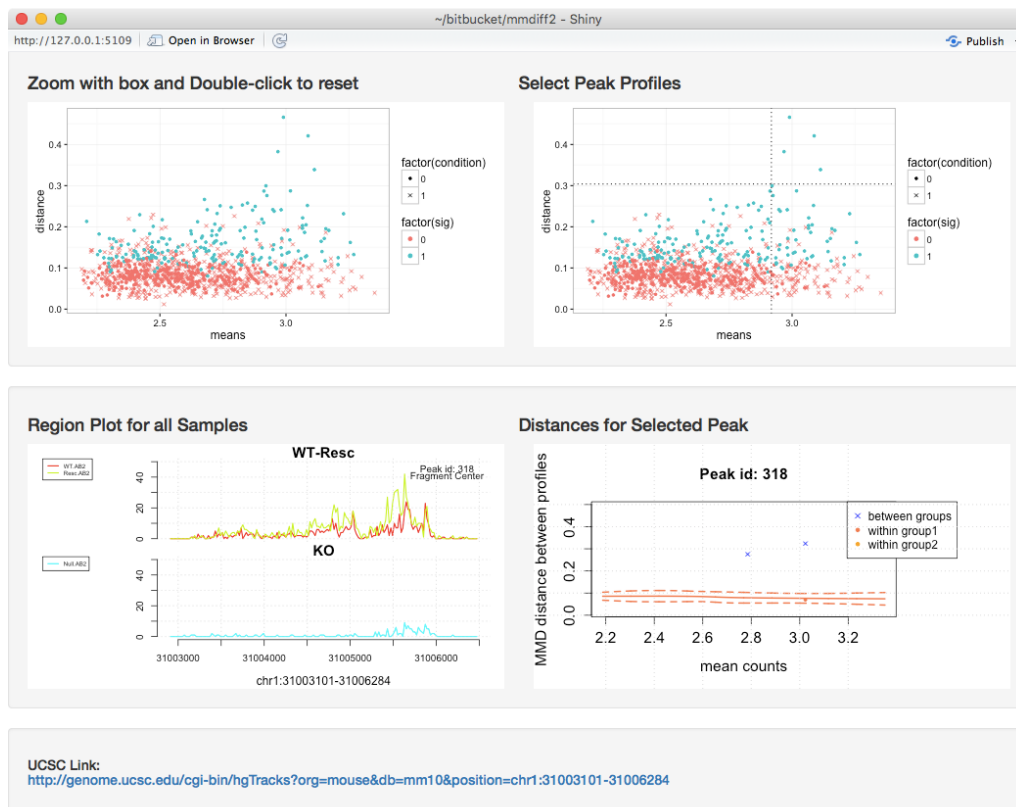 ~/bitbucket/mmdiff2 - Shiny
http://127.0.0.1:5109
Open in Browser
Publish
Zoom with box and Double-click to reset
distance
0.4
0.3
0.2
0.1
0.0
2.5
3.0
means
factor(condition)
0
1
factor(sig)
0
1
Select Peak Profiles
distance
0.4
0.3
0.2
0.1
0.0
2.5
3.0
means
factor(condition)
0
1
factor(sig)
0
1
Region Plot for all Samples
WT.AB2
Resc.AB2
WT-Resc
Peak id: 318
Fragment Center
40
20
0
KO
Null.AB2
40
20
0
31003000
31004000
31005000
31006000
chr1:31003101-31006284
Distances for Selected Peak
Peak id: 318
MMD distance between profiles
0.4
0.2
0.0
between groups
within group1
within group2
2.2
2.4
2.6
2.8
3.0
3.2
mean counts
UCSC Link:
http://genome.ucsc.edu/cgi-bin/hgTracks?org=mouse&db=mm10&position=chr1:31003101-31006284